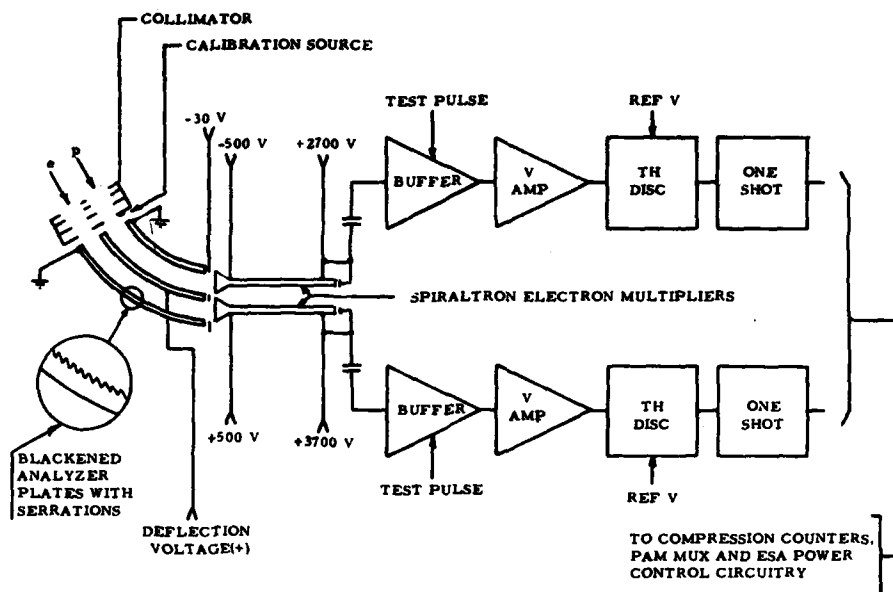 COLLIMATOR
CALIBRATION SOURCE
-30 V
-500 V
+2700 V
TEST PULSE
REF V
e
p
BUFFER
V
AMP
TH
DISC
ONE
SHOT
SPIRALTRON ELECTRON MULTIPLIERS
BUFFER
V
AMP
TH
DISC
ONE
SHOT
+500 V
+3700 V
TEST PULSE
REF V
BLACKENED
ANALYZER
PLATES WITH
SERRATIONS
DEFLECTION
VOLTAGE(+)
TO COMPRESSION COUNTERS,
PAM MUX AND ESA POWER
CONTROL CIRCUITRY